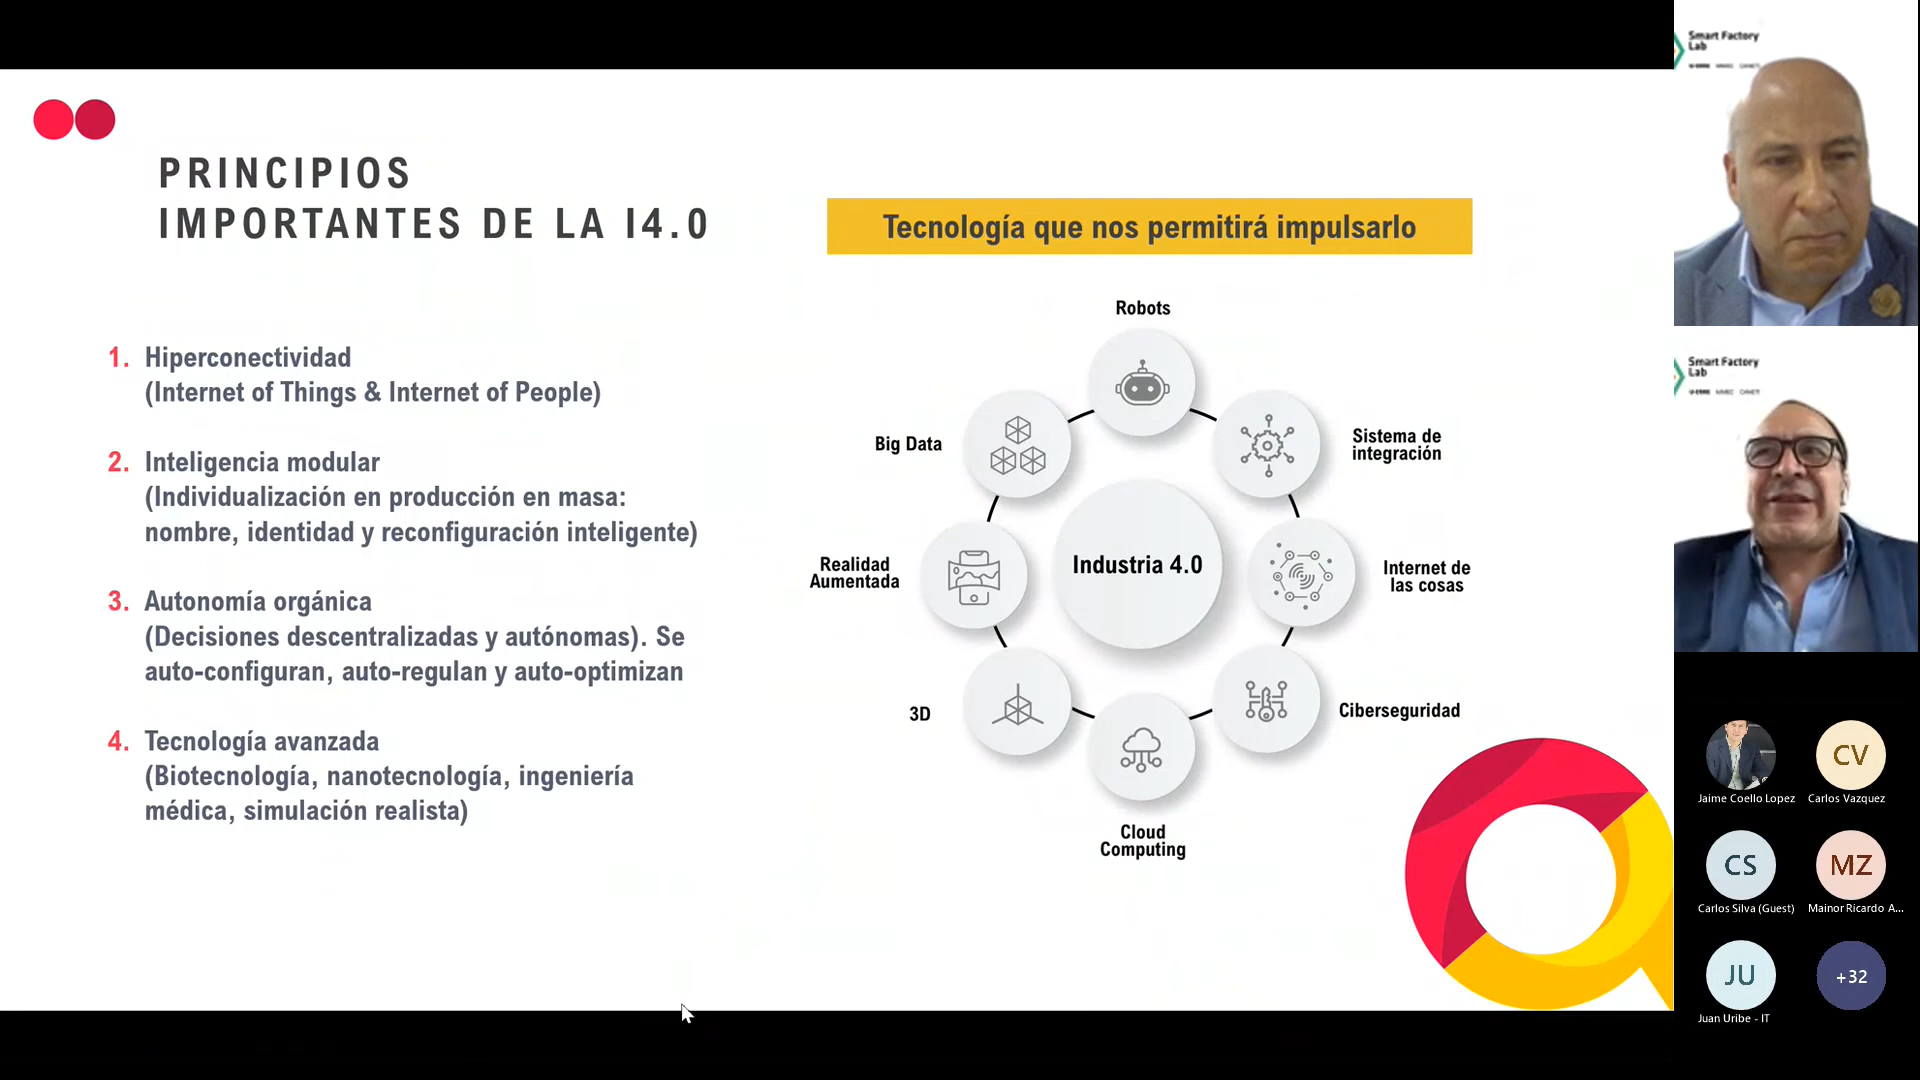 PRINCIPIOS
IMPORTANTES DE LA I4.0
1. Hiperconectividad
(Internet of Things & Internet of People)
2. Inteligencia modular
(Individualización en producción en masa:
nombre, identidad y reconfiguración inteligente)
3. Autonomía orgánica
(Decisiones descentralizadas y autónomas). Se
auto-configuran, auto-regulan y auto-optimizan
4. Tecnología avanzada
(Biotecnología, nanotecnología, ingeniería
médica, simulación realista)
Tecnología que nos permitirá impulsarlo
Robots
Big Data
Sistema de
integración
Realidad
Aumentada
Industria 4.0
Internet de
las cosas
3D
Ciberseguridad
Cloud
Computing
Smart Factory
Lab
Smart Factory
Lab
Jaime Coello Lopez
CV
Carlos Vazquez
CS
Carlos Silva (Guest)
MZ
Mainor Ricardo A...
JU
Juan Uribe - IT
+32